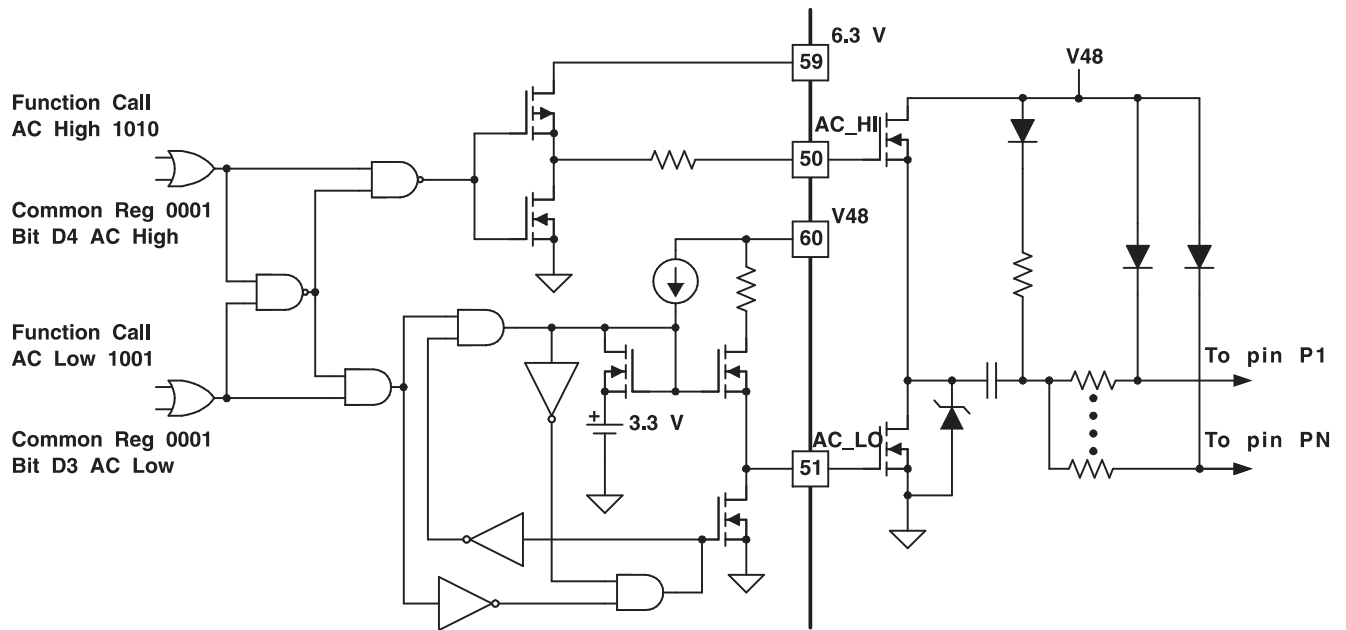 6.3 V
59
V48
Function Call
AC High 1010
AC_HI
50
Common Reg 0001
Bit D4 AC High
V48
60
Function Call
AC Low 1001
To pin P1
+
3.3 V
AC_LO
To pin PN
51
Common Reg 0001
Bit D3 AC Low